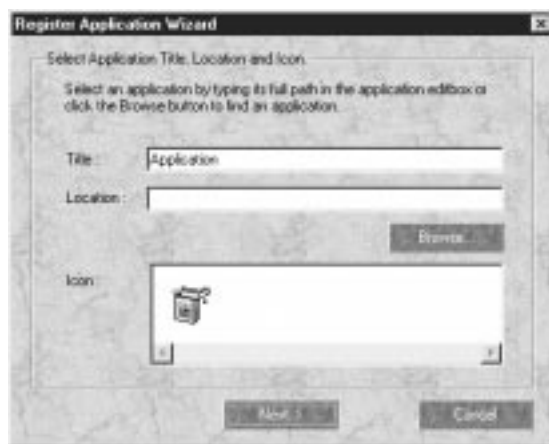 Register Application Wizard
Select Application Title, Location and Icon.
Select an application by typing its full path in the application editbox or
click the Browse button to find an application.
Title :
Application
Location :
Browse...
Icon
Next >
Cancel